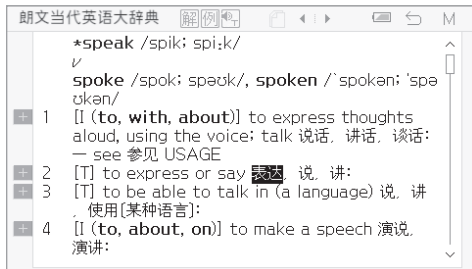 朗文当代英语大辞典 解 例 M
*speak /spik; spiːk/
v
spoke /spok; spəʊk/, spoken /ˋspokən; ˈspə
ʊkən/
1 [I (to, with, about)] to express thoughts
aloud, using the voice; talk 说话，讲话，谈话：
— see 参见 USAGE
2 [T] to express or say 表达，说，讲：
3 [T] to be able to talk in (a language) 说，讲
，使用〔某种语言〕：
4 [I (to, about, on)] to make a speech 演说，
演讲：